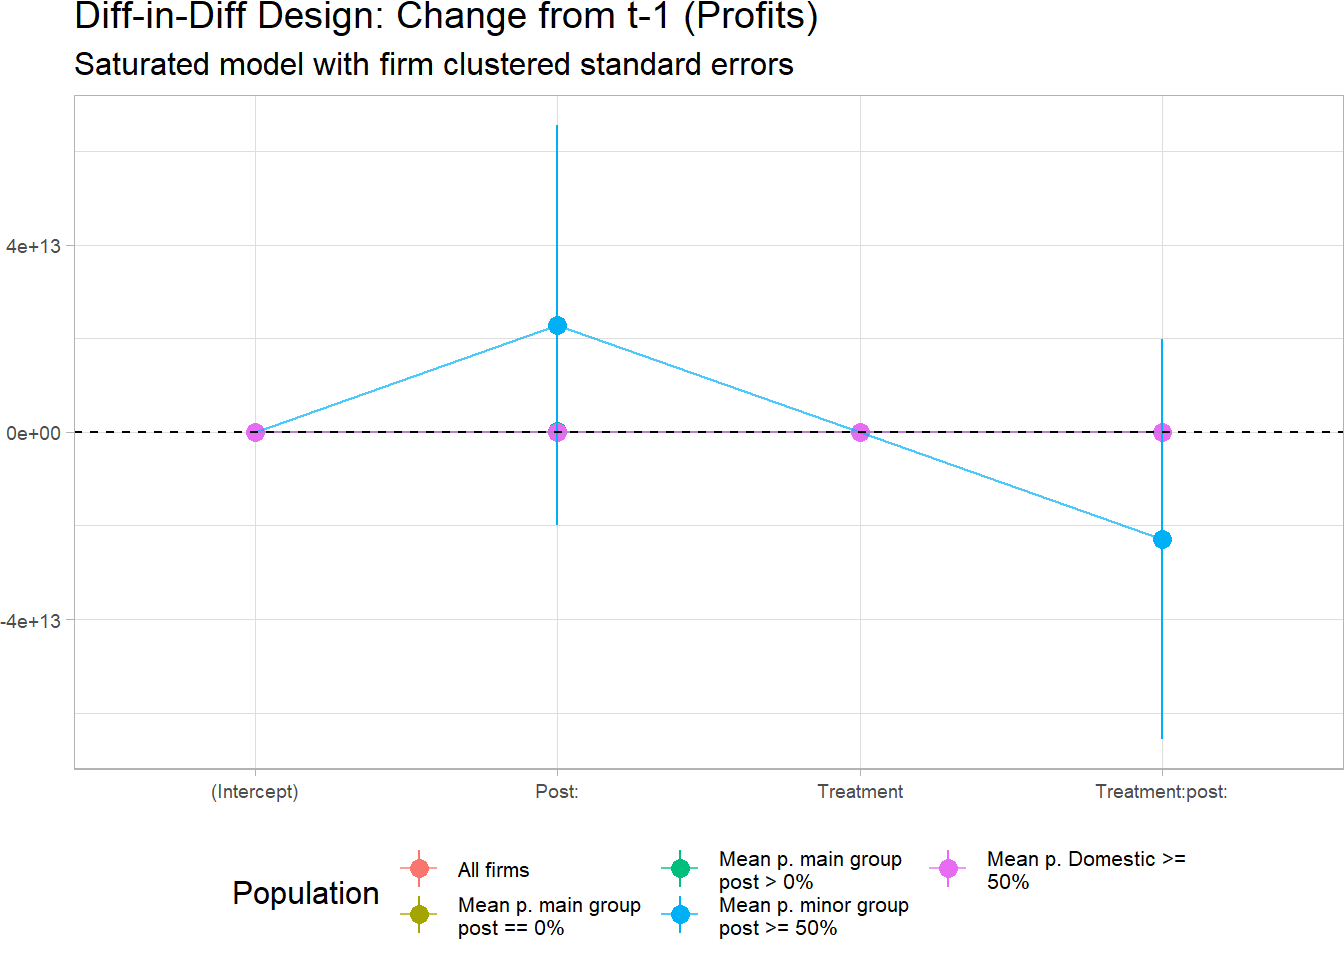 Diff-in-Diff Design: Change from t-1 (Profits)
Saturated model with firm clustered standard errors
4e+13
0e+00
-4e+13
(Intercept)
Post:
Treatment
Treatment:post:
Population
All firms
Mean p. main group
post == 0%
Mean p. main group
post > 0%
Mean p. minor group
post >= 50%
Mean p. Domestic >=
50%